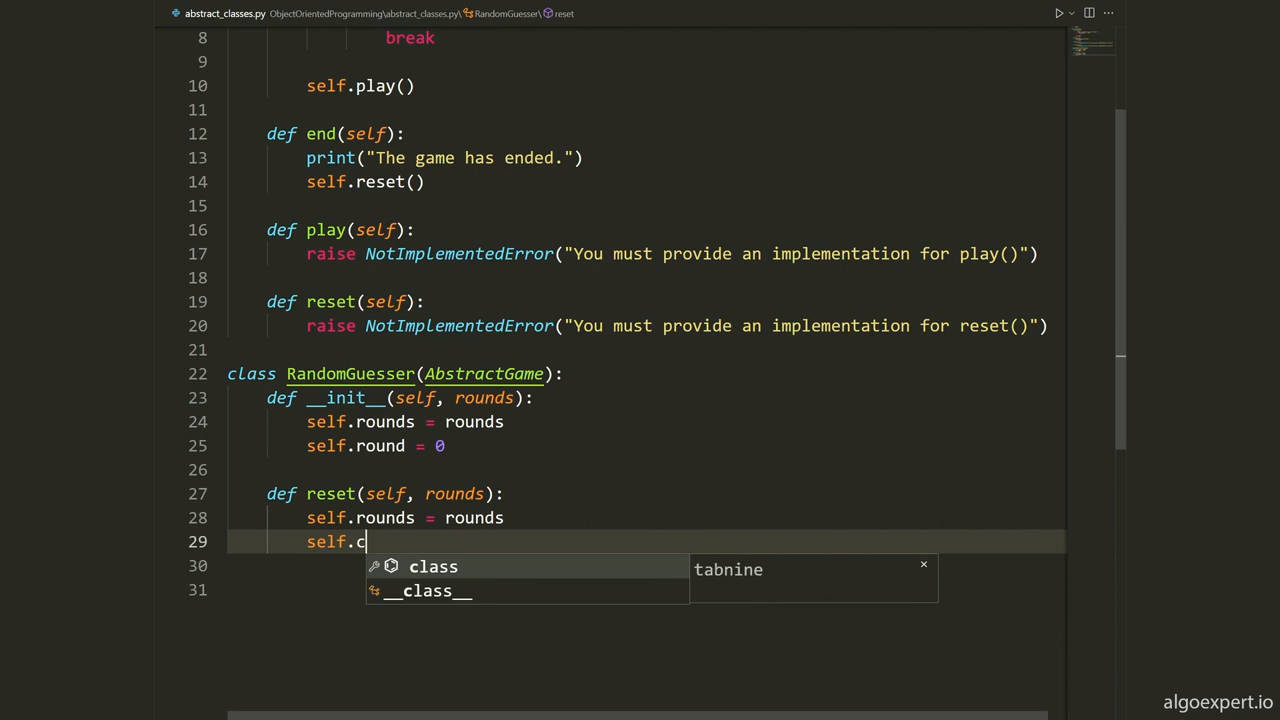 abstract_classes.py ObjectOrientedProgramming\abstract_classes.py\RandomGuesser\reset
8 break
9
10 self.play()
11
12 def end(self):
13 print("The game has ended.")
14 self.reset()
15
16 def play(self):
17 raise NotImplementedError("You must provide an implementation for play()")
18
19 def reset(self):
20 raise NotImplementedError("You must provide an implementation for reset()")
21
22 class RandomGuesser(AbstractGame):
23 def __init__(self, rounds):
24 self.rounds = rounds
25 self.round = 0
26
27 def reset(self, rounds):
28 self.rounds = rounds
29 self.c
30 class tabnine
__class__
31
algoexpert.io